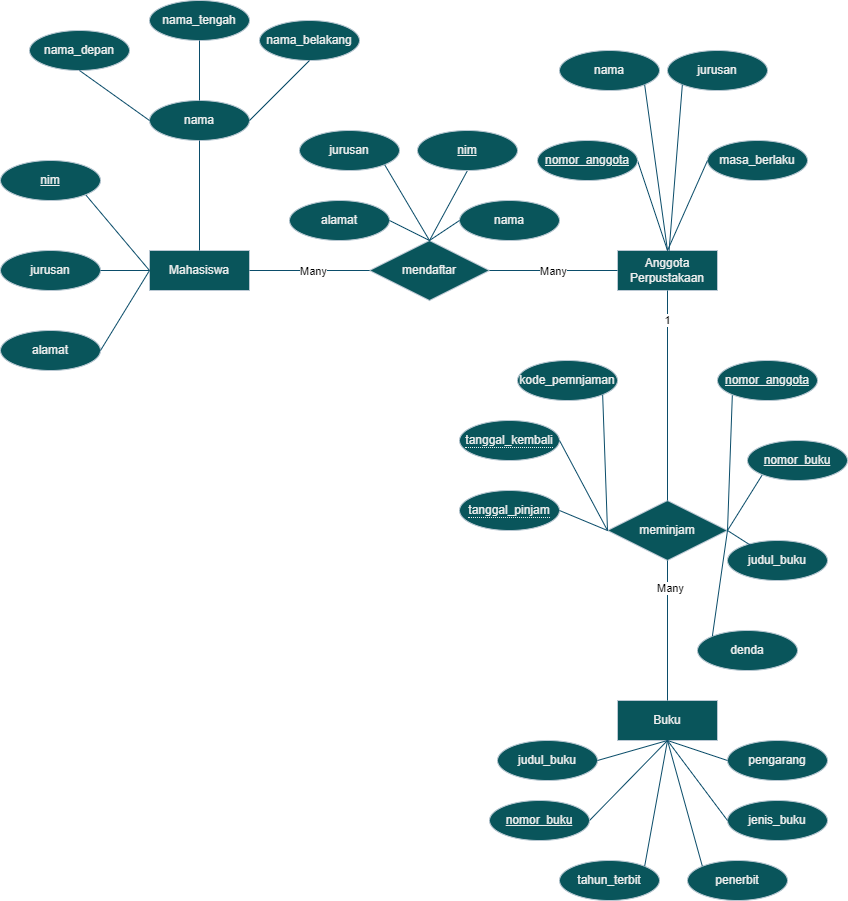 nama_tengah
nama_depan
nama_belakang
nama
nim
jurusan
alamat
Mahasiswa
Many
jurusan
nim
alamat
nama
mendaftar
Many
nama
jurusan
nomor_anggota
masa_berlaku
Anggota
Perpustakaan
1
kode_pemnjaman
nomor_anggota
tanggal_kembali
nomor_buku
tanggal_pinjam
meminjam
judul_buku
Many
denda
Buku
judul_buku
pengarang
nomor_buku
jenis_buku
tahun_terbit
penerbit